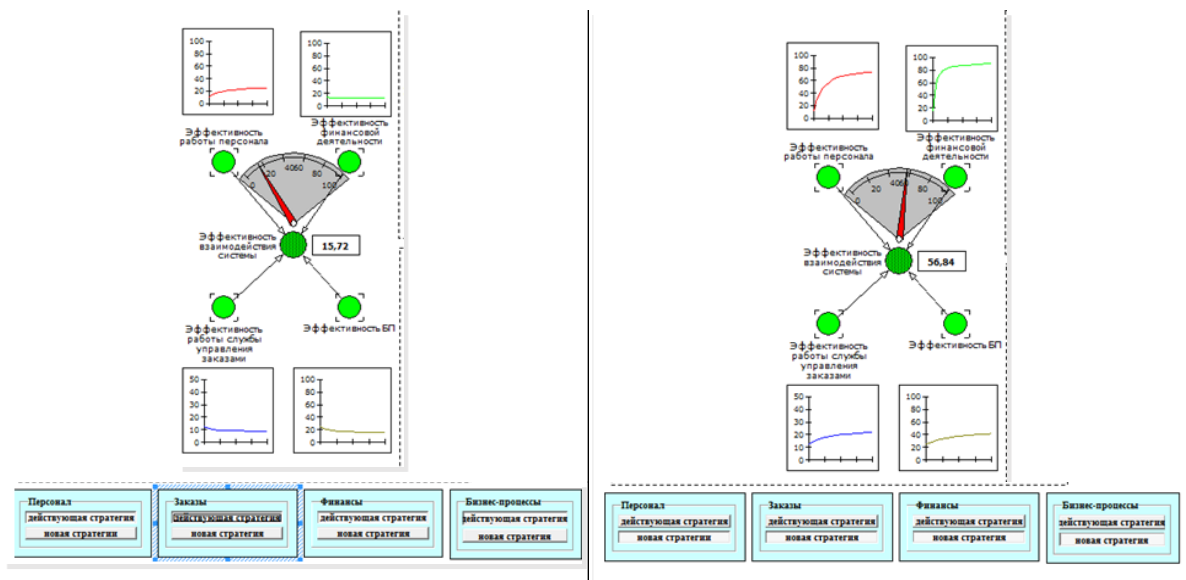 100
80
60
40
20
0
100
80
60
40
20
0
Эффективность
работы персонала
Эффективность
финансовой
деятельности
0
20
40
60
80
100
Эффективность
взаимодействия
системы
15,72
Эффективность
работы службы
управления
заказами
Эффективность БП
50
40
30
20
10
0
100
80
60
40
20
0
Персонал
действующая стратегия
новая стратегии
Заказы
действующая стратегия
новая стратегия
Финансы
действующая стратегия
новая стратегии
Бизнес-процессы
действующая стратегия
новая стратегия
100
80
60
40
20
0
100
80
60
40
20
0
Эффективность
работы персонала
Эффективность
финансовой
деятельности
0
20
40
60
80
100
Эффективность
взаимодействия
системы
56,84
Эффективность
работы службы
управления
заказами
Эффективность БП
50
40
30
20
10
0
100
80
60
40
20
0
Персонал
действующая стратегия
новая стратегии
Заказы
действующая стратегия
новая стратегия
Финансы
действующая стратегия
новая стратегии
Бизнес-процессы
действующая стратегия
новая стратегия